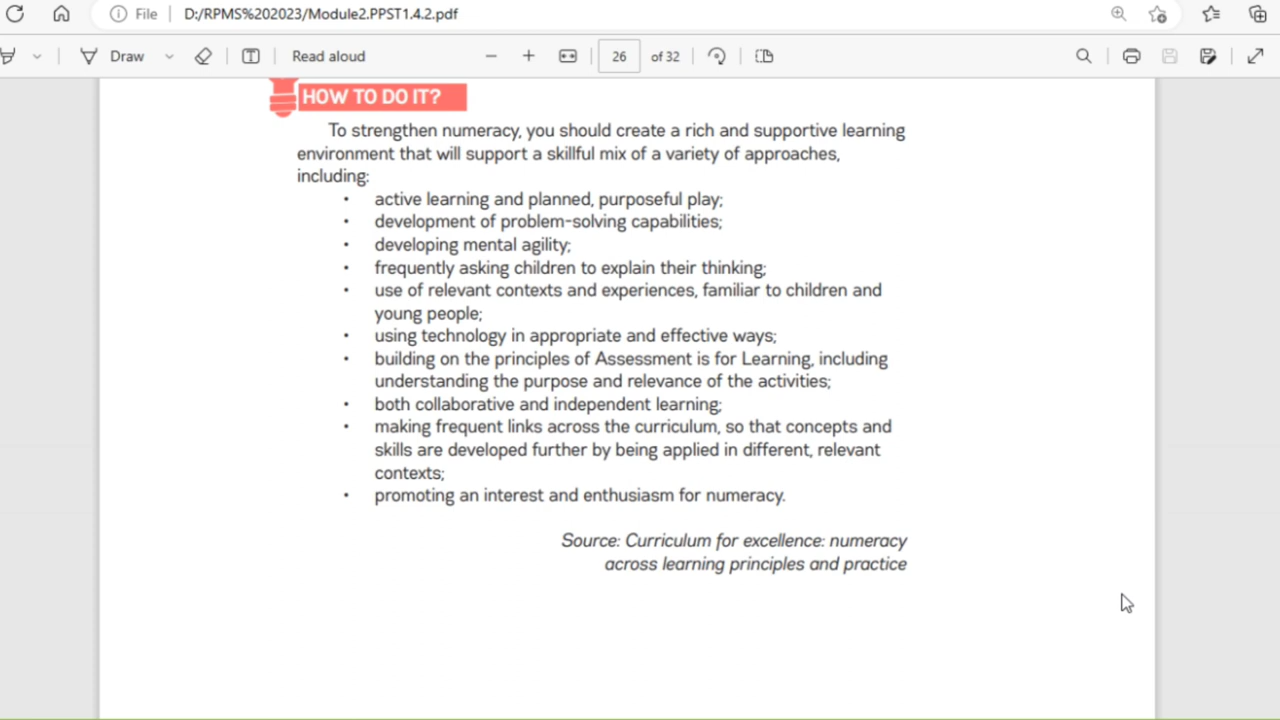 File D:/RPMS%202023/Module2.PPST1.4.2.pdf
Draw Read aloud 26 of 32
HOW TO DO IT?
To strengthen numeracy, you should create a rich and supportive learning
environment that will support a skillful mix of a variety of approaches,
including:
• active learning and planned, purposeful play;
• development of problem-solving capabilities;
• developing mental agility;
• frequently asking children to explain their thinking;
• use of relevant contexts and experiences, familiar to children and
young people;
• using technology in appropriate and effective ways;
• building on the principles of Assessment is for Learning, including
understanding the purpose and relevance of the activities;
• both collaborative and independent learning;
• making frequent links across the curriculum, so that concepts and
skills are developed further by being applied in different, relevant
contexts;
• promoting an interest and enthusiasm for numeracy.
Source: Curriculum for excellence: numeracy
across learning principles and practice